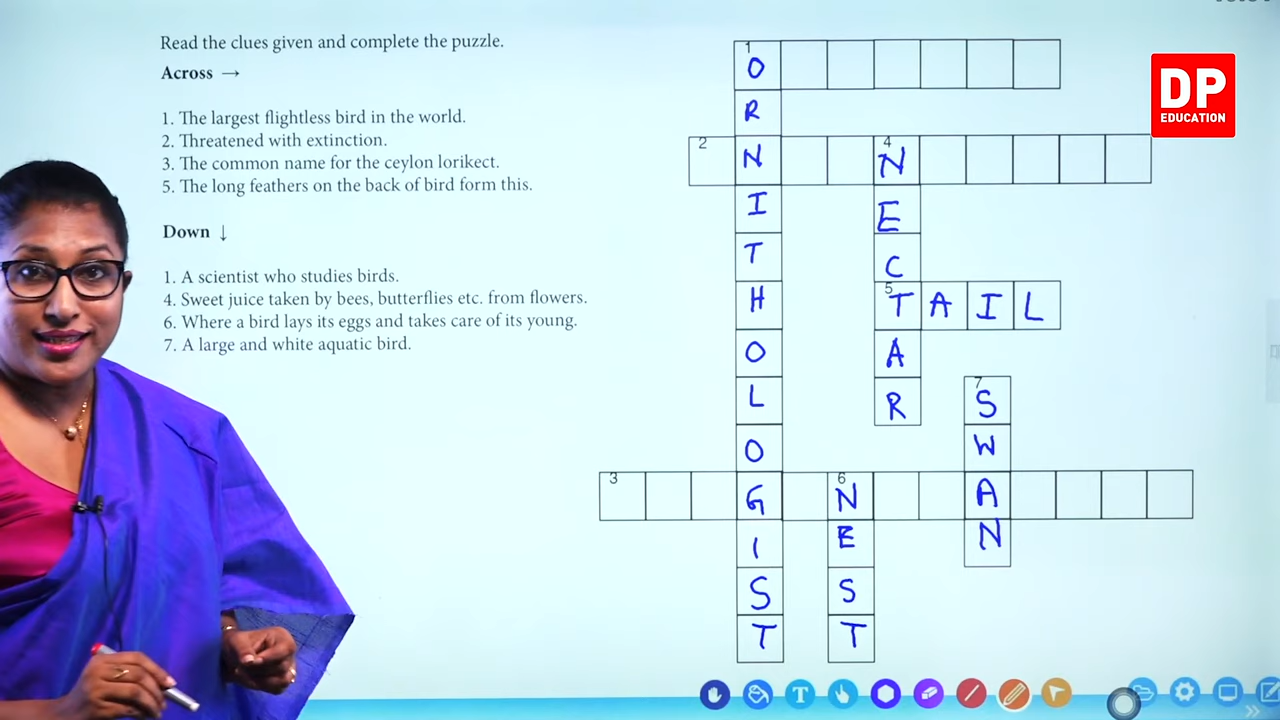 Read the clues given and complete the puzzle.
Across →
1. The largest flightless bird in the world.
2. Threatened with extinction.
3. The common name for the ceylon lorikect.
5. The long feathers on the back of bird form this.
Down ↓
1. A scientist who studies birds.
4. Sweet juice taken by bees, butterflies etc. from flowers.
6. Where a bird lays its eggs and takes care of its young.
7. A large and white aquatic bird.
DP
EDUCATION
1
O
R
2 N 4 N
I E
T C
H 5 T A I L
O A
L R 7 S
O W
3 G 6 N A
I E N
S S
T T
T